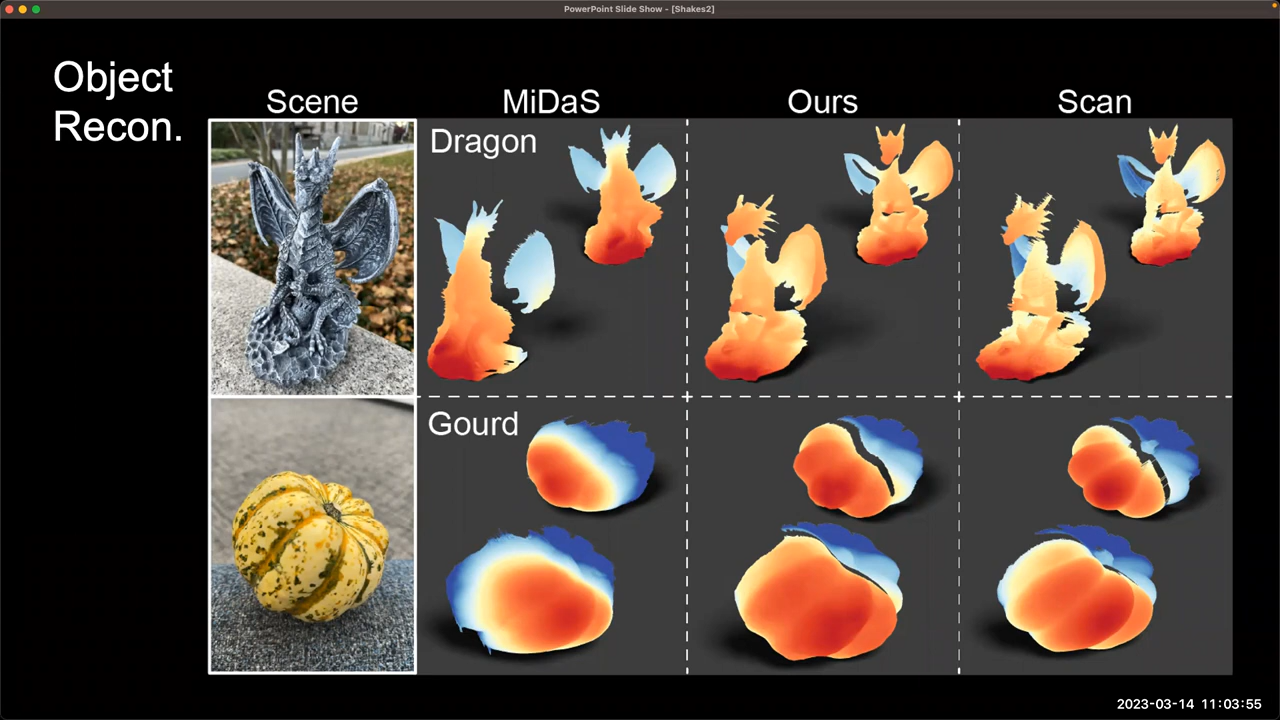 PowerPoint Slide Show - [Shakes2]
Object
Recon.
Scene
MiDaS
Ours
Scan
Dragon
Gourd
2023-03-14 11:03:55